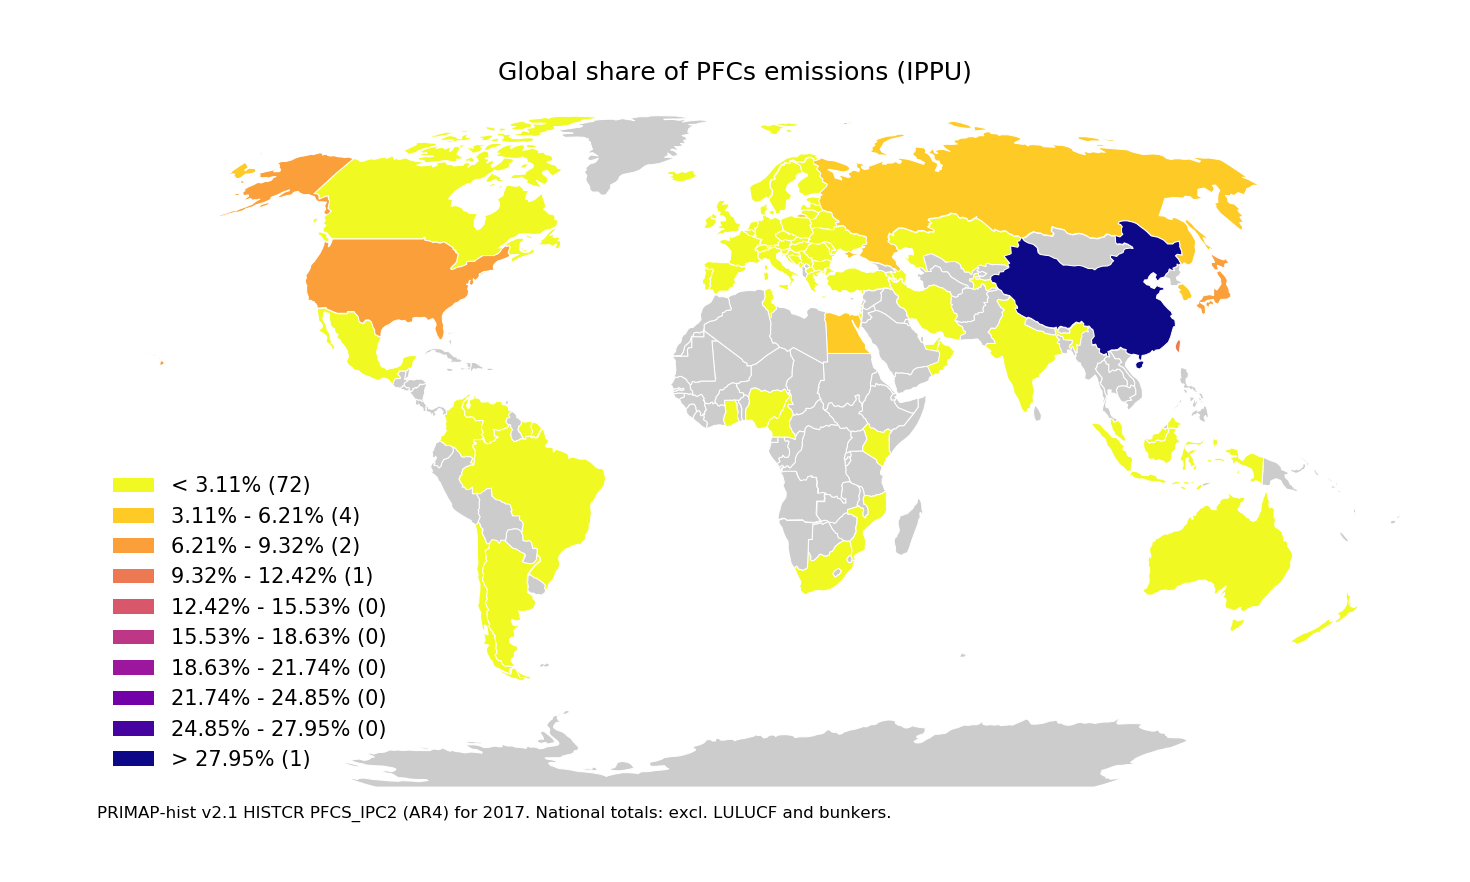 Global share of PFCs emissions (IPPU)
< 3.11% (72)
3.11% - 6.21% (4)
6.21% - 9.32% (2)
9.32% - 12.42% (1)
12.42% - 15.53% (0)
15.53% - 18.63% (0)
18.63% - 21.74% (0)
21.74% - 24.85% (0)
24.85% - 27.95% (0)
> 27.95% (1)
PRIMAP-hist v2.1 HISTCR PFCS_IPC2 (AR4) for 2017. National totals: excl. LULUCF and bunkers.